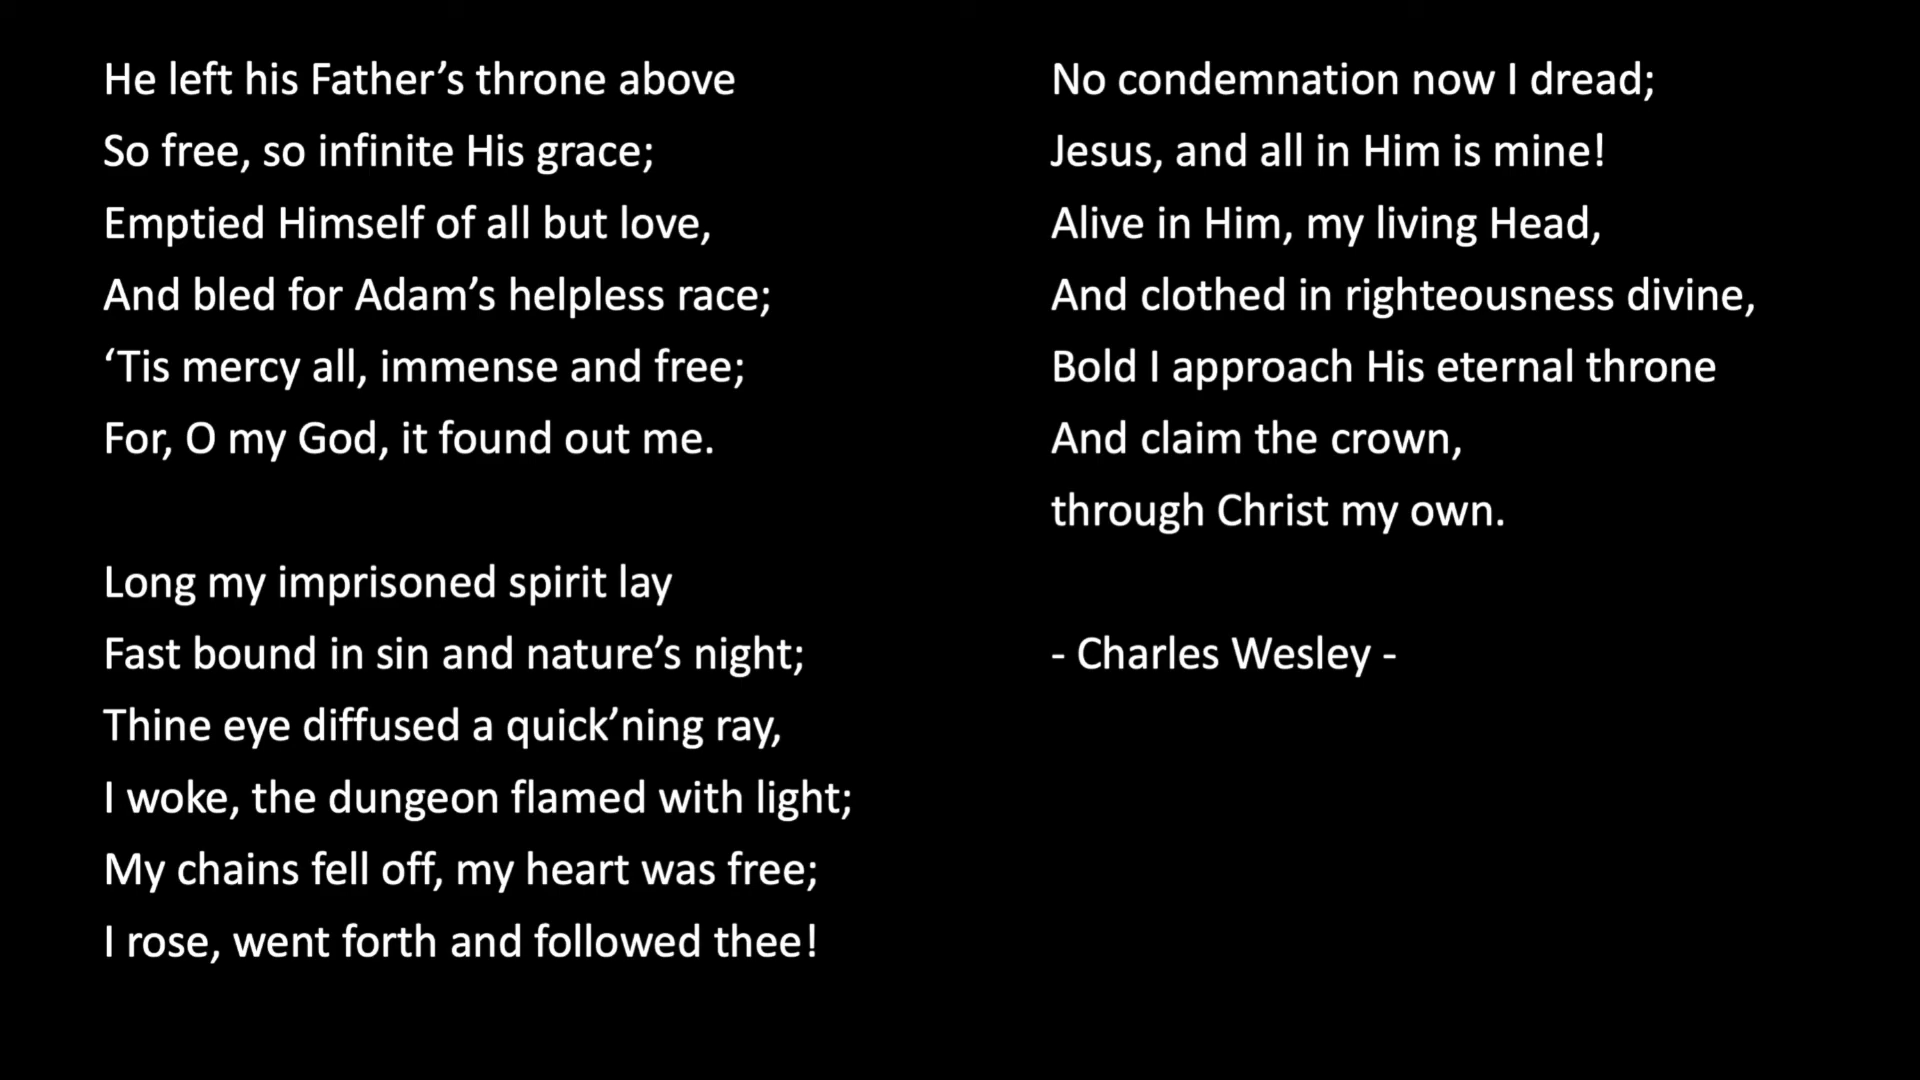 He left his Father’s throne above
So free, so infinite His grace;
Emptied Himself of all but love,
And bled for Adam’s helpless race;
‘Tis mercy all, immense and free;
For, O my God, it found out me.
Long my imprisoned spirit lay
Fast bound in sin and nature’s night;
Thine eye diffused a quick’ning ray,
I woke, the dungeon flamed with light;
My chains fell off, my heart was free;
I rose, went forth and followed thee!
No condemnation now I dread;
Jesus, and all in Him is mine!
Alive in Him, my living Head,
And clothed in righteousness divine,
Bold I approach His eternal throne
And claim the crown,
through Christ my own.
- Charles Wesley -